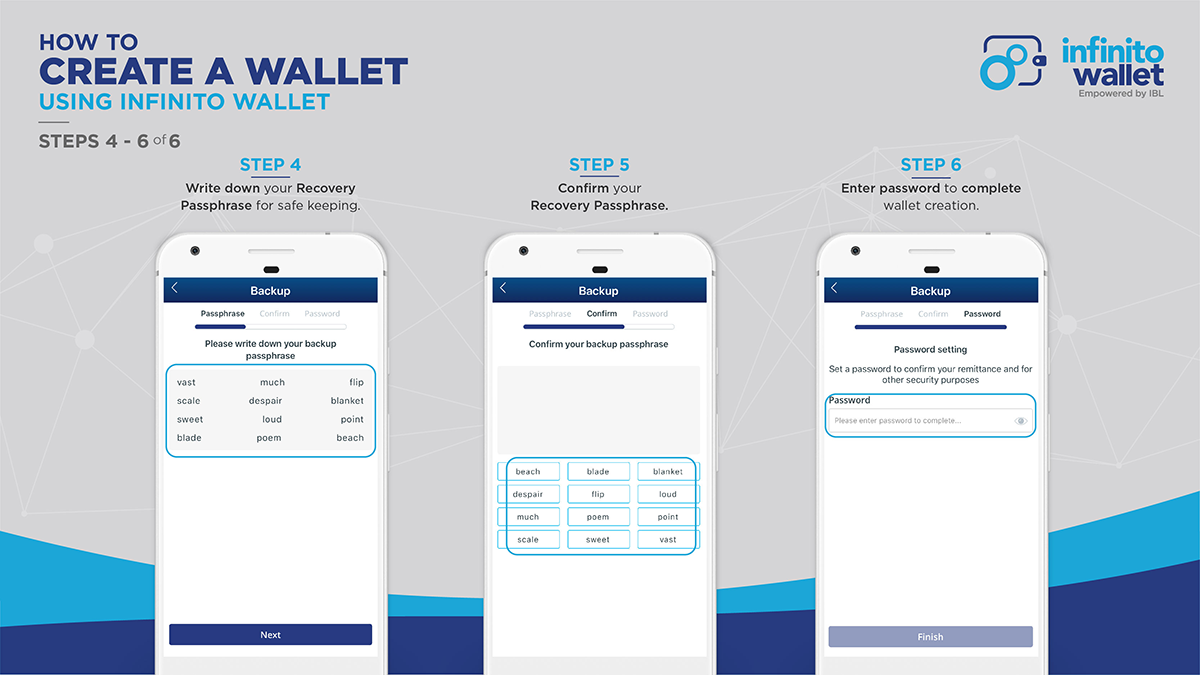 HOW TO
CREATE A WALLET
USING INFINITO WALLET
STEPS 4 - 6 of 6
infinito
wallet
Empowered by IBL
STEP 4
Write down your Recovery
Passphrase for safe keeping.
Backup
Passphrase Confirm Password
Please write down your backup
passphrase
vast much flip
scale despair blanket
sweet loud point
blade poem beach
Next
STEP 5
Confirm your
Recovery Passphrase.
Backup
Passphrase Confirm Password
Confirm your backup passphrase
beach blade blanket
despair flip loud
much poem point
scale sweet vast
STEP 6
Enter password to complete
wallet creation.
Backup
Passphrase Confirm Password
Password setting
Set a password to confirm your remittance and for
other security purposes
Password
Please enter password to complete...
Finish